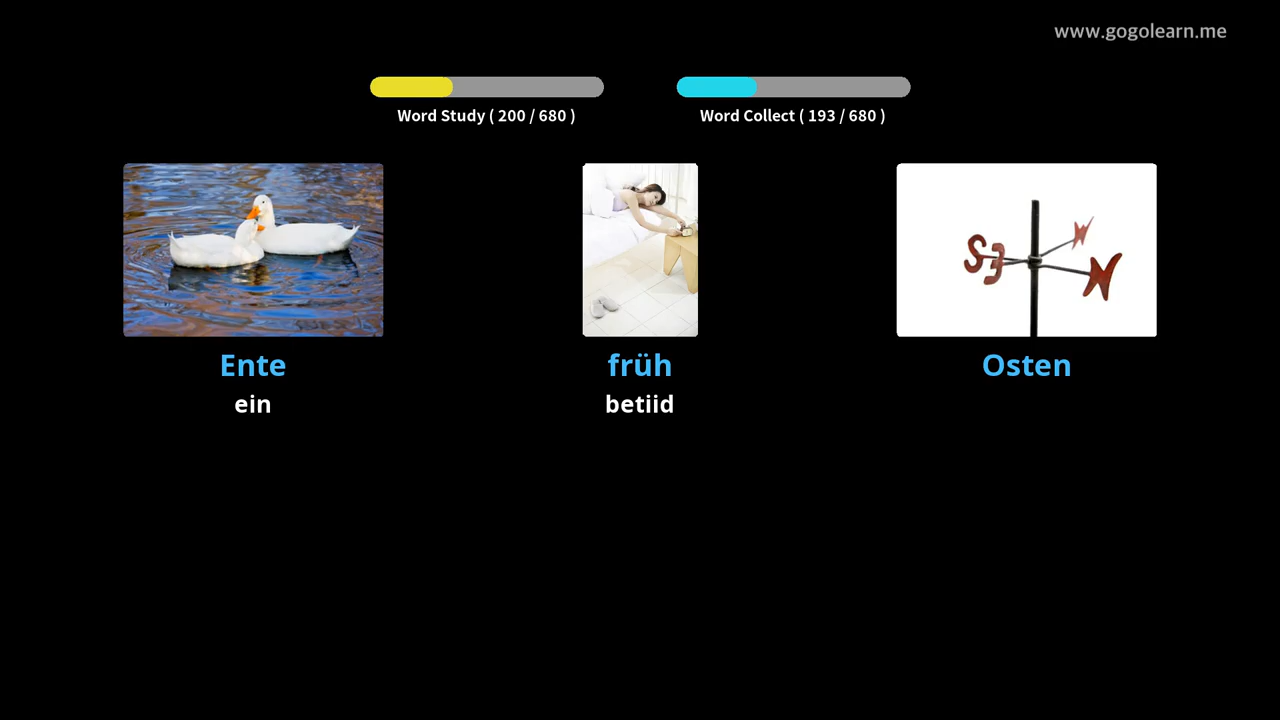 www.gogolearn.me
Word Study ( 200 / 680 )
Word Collect ( 193 / 680 )
Ente
ein
früh
betiid
Osten
S
E
N
W